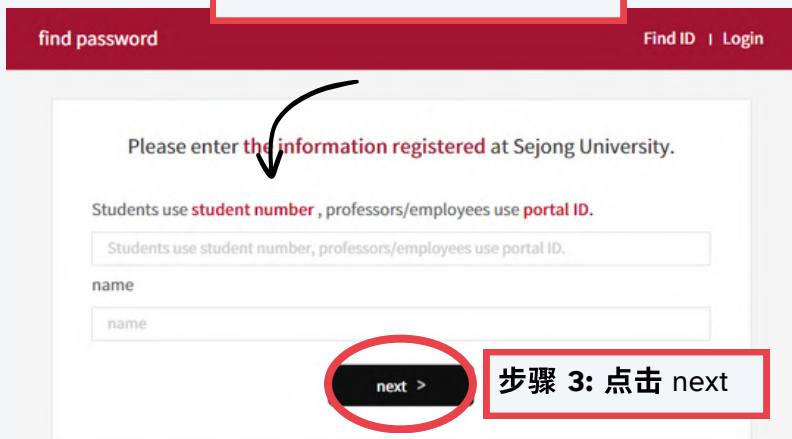 find password
Find ID | Login
Please enter the information registered at Sejong University.
Students use student number , professors/employees use portal ID.
Students use student number, professors/employees use portal ID.
name
name
next >
步骤 3: 点击 next